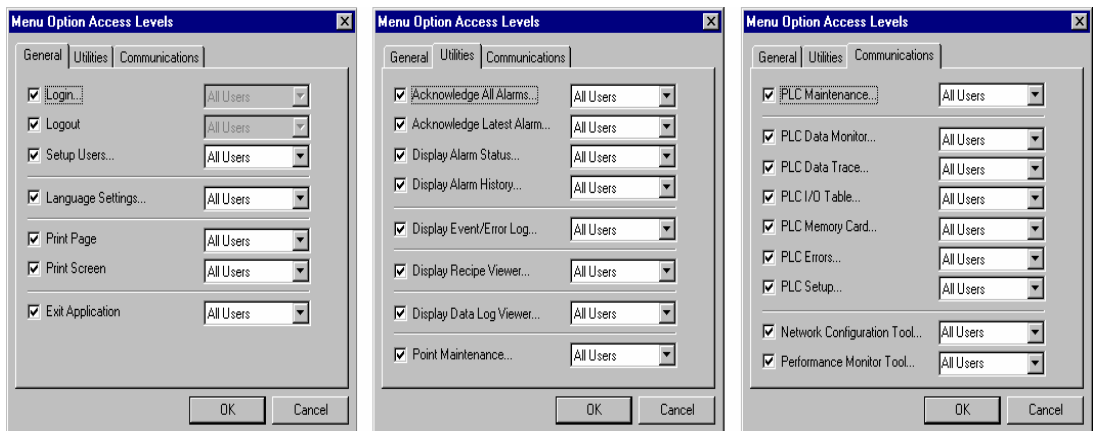 Menu Option Access Levels
General Utilities Communications
Login... All Users
Logout All Users
Setup Users... All Users
Language Settings... All Users
Print Page All Users
Print Screen All Users
Exit Application All Users
OK Cancel
Menu Option Access Levels
General Utilities Communications
Acknowledge All Alarms... All Users
Acknowledge Latest Alarm... All Users
Display Alarm Status... All Users
Display Alarm History... All Users
Display Event/Error Log... All Users
Display Recipe Viewer... All Users
Display Data Log Viewer... All Users
Point Maintenance... All Users
OK Cancel
Menu Option Access Levels
General Utilities Communications
PLC Maintenance... All Users
PLC Data Monitor... All Users
PLC Data Trace... All Users
PLC I/O Table... All Users
PLC Memory Card... All Users
PLC Errors... All Users
PLC Setup... All Users
Network Configuration Tool... All Users
Performance Monitor Tool... All Users
OK Cancel